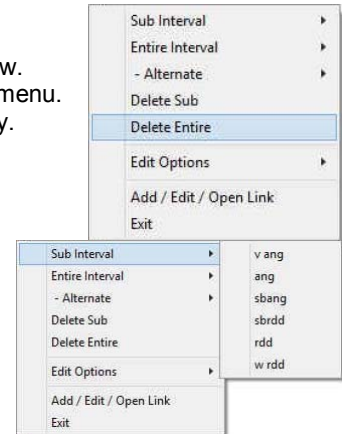 w.
menu.
y.
Sub Interval
Entire Interval
- Alternate
Delete Sub
Delete Entire
Edit Options
Add / Edit / Open Link
Exit
Sub Interval
Entire Interval
- Alternate
Delete Sub
Delete Entire
Edit Options
Add / Edit / Open Link
Exit
v ang
ang
sbang
sbrdd
rdd
w rdd